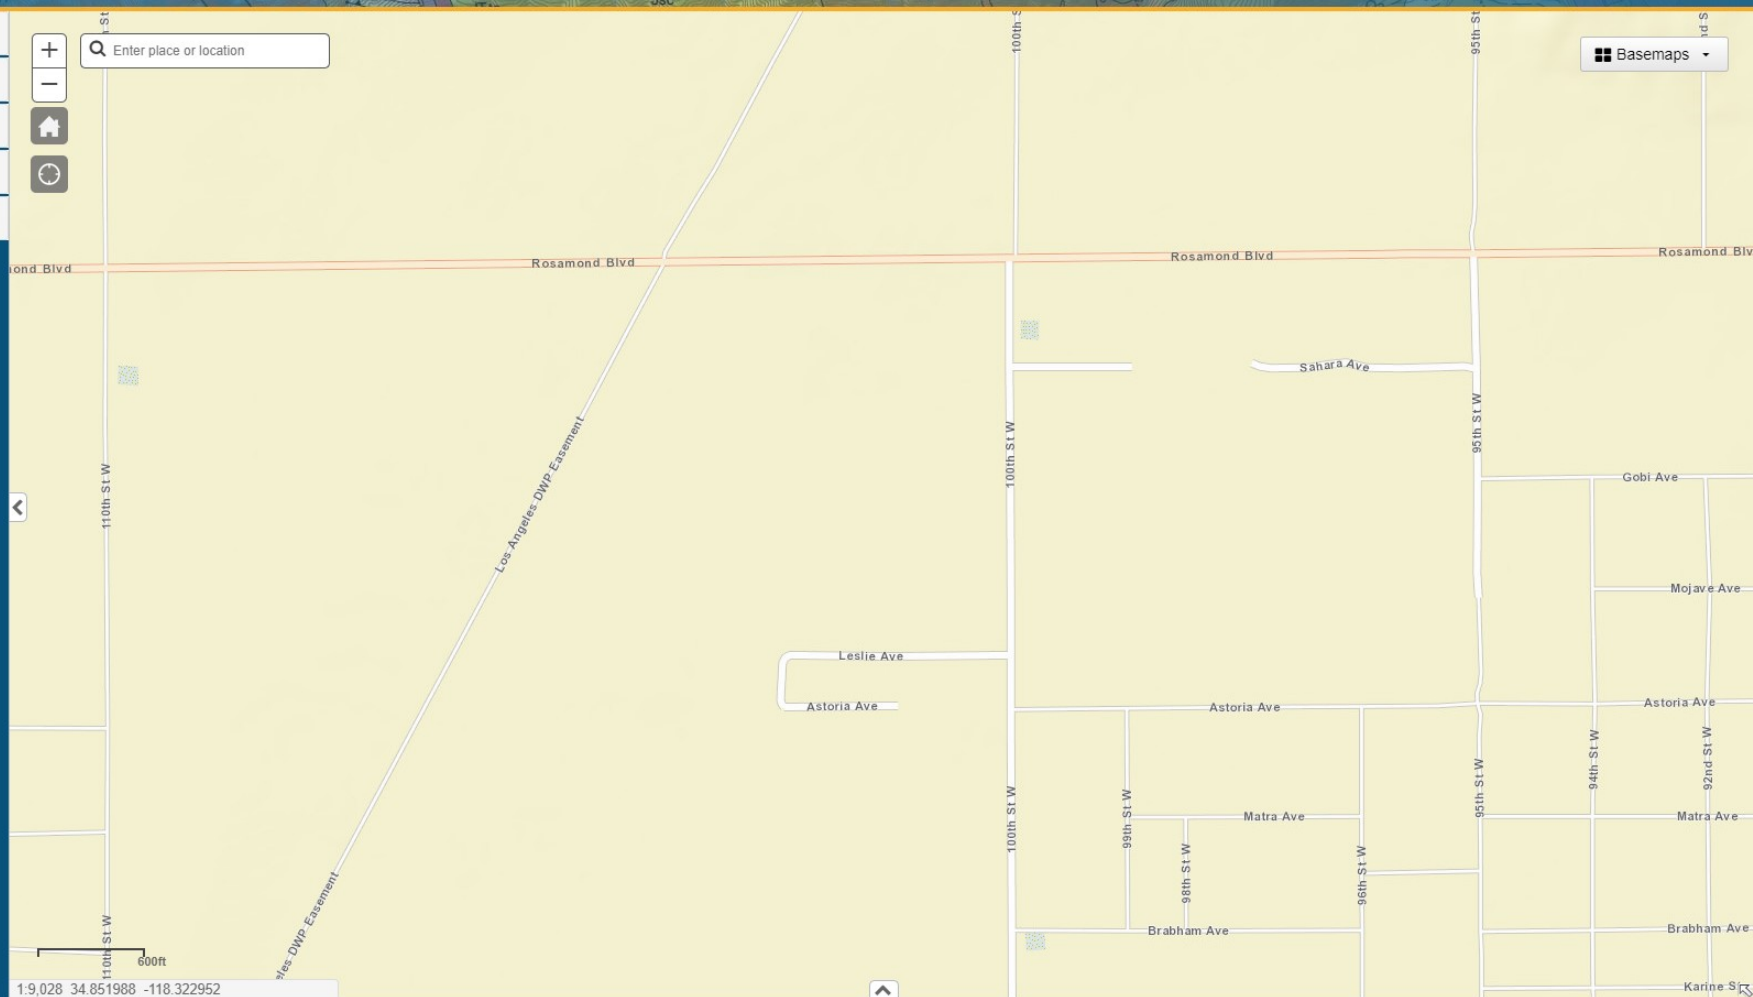 100th S
95th St
Enter place or location
Basemaps
ond Blvd
Rosamond Blvd
Rosamond Blvd
Rosamond Blv
Sahara Ave
100th St W
95th St W
110th St W
Los Angeles DWP Easement
Gobi Ave
Mojave Ave
Leslie Ave
Astoria Ave
Astoria Ave
Astoria Ave
94th St W
92nd St W
95th St W
100th St W
99th St W
Matra Ave
Matra Ave
98th St W
96th St W
Brabham Ave
Brabham Ave
110th St W
les DWP Easement
600ft
1:9,028 34.851988 -118.322952
Karine S